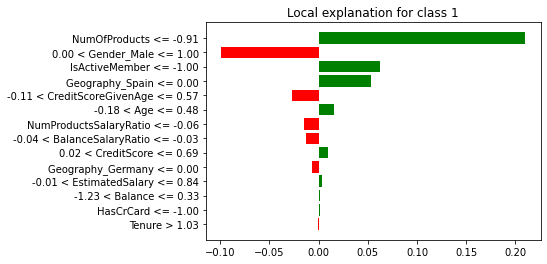 Local explanation for class 1
NumOfProducts <= -0.91
0.00 < Gender_Male <= 1.00
IsActiveMember <= -1.00
Geography_Spain <= 0.00
-0.11 < CreditScoreGivenAge <= 0.57
-0.18 < Age <= 0.48
NumProductsSalaryRatio <= -0.06
-0.04 < BalanceSalaryRatio <= -0.03
0.02 < CreditScore <= 0.69
Geography_Germany <= 0.00
-0.01 < EstimatedSalary <= 0.84
-1.23 < Balance <= 0.33
HasCrCard <= -1.00
Tenure > 1.03
−0.10 −0.05 0.00 0.05 0.10 0.15 0.20